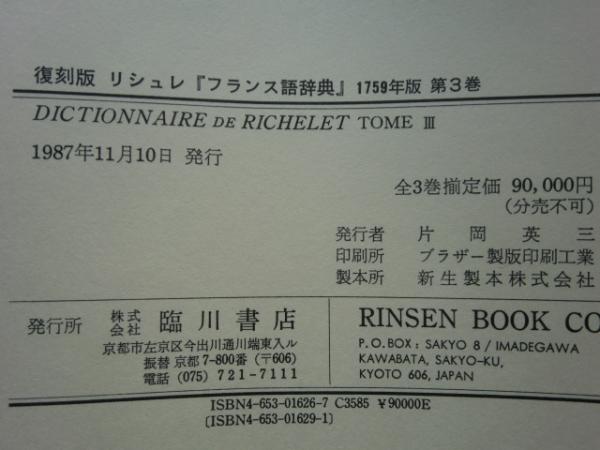 復刻版 リシュレ『フランス語辞典』1759年版 第3巻
DICTIONNAIRE DE RICHELET TOME Ⅲ
1987年11月10日 発行
全3巻揃定価 90,000円
(分売不可)
発行者 片岡英三
印刷所 ブラザー製版印刷工業
製本所 新生製本株式会社
発行所 株式会社 臨川書店
京都市左京区今出川通川端東入ル
振替 京都 7-800番 (〒606)
電話 (075) 721-7111
RINSEN BOOK CO
P.O.BOX: SAKYO 8 / IMADEGAWA
KAWABATA, SAKYO-KU,
KYOTO 606, JAPAN
ISBN4-653-01626-7 C3585 ¥90000E
[ISBN4-653-01629-1]